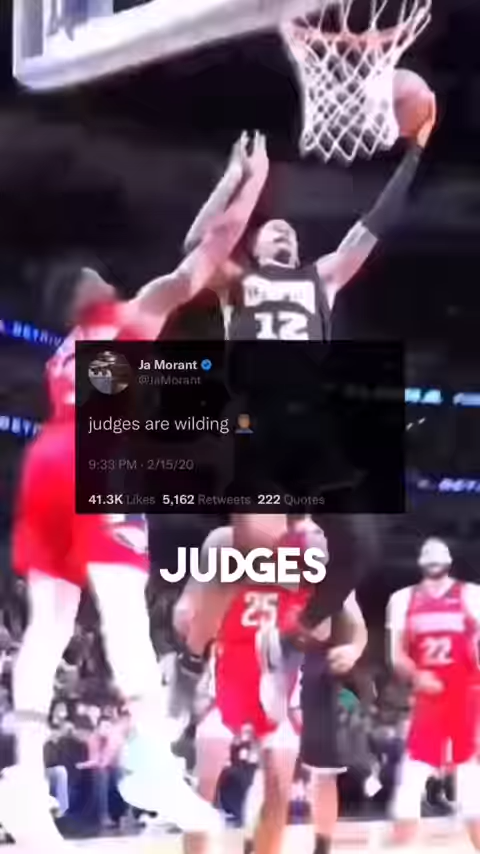 12
Ja Morant
@JaMorant
judges are wilding 🤦🏽‍♂️
9:33 PM · 2/15/20
41.3K Likes 5,162 Retweets 222 Quotes
JUDGES
25
22